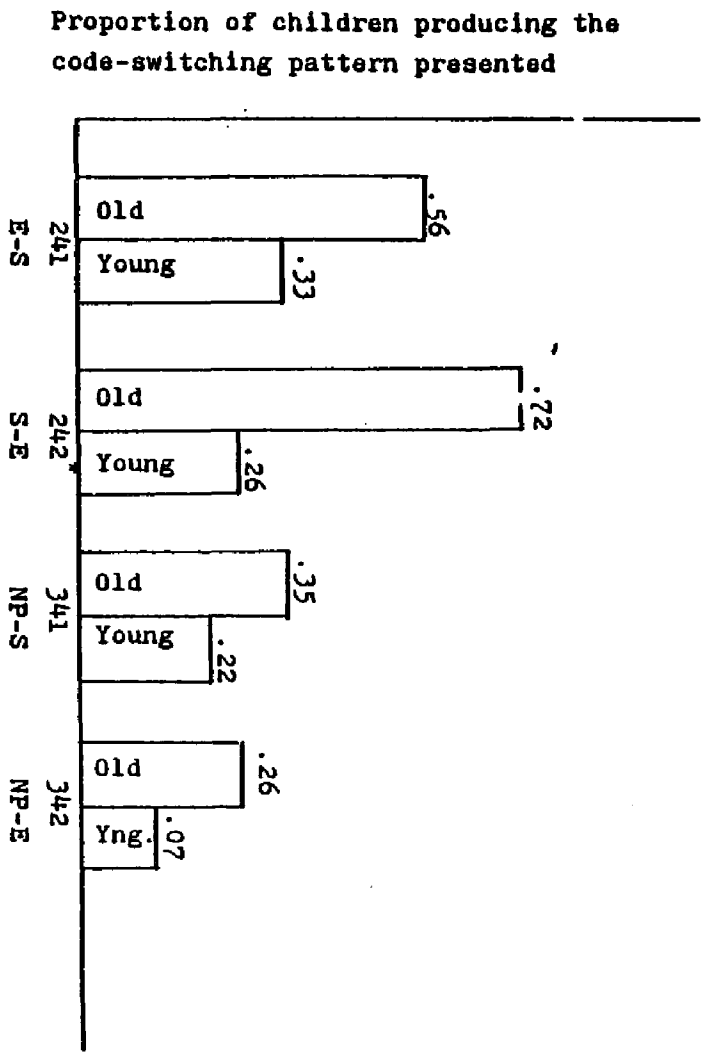 Proportion of children producing the
code-switching pattern presented
Old
.56
Young
.33
241
E-S
Old
.72
Young
.26
242
S-E
Old
.35
Young
.22
341
NP-S
Old
.26
Yng.
.07
342
NP-E